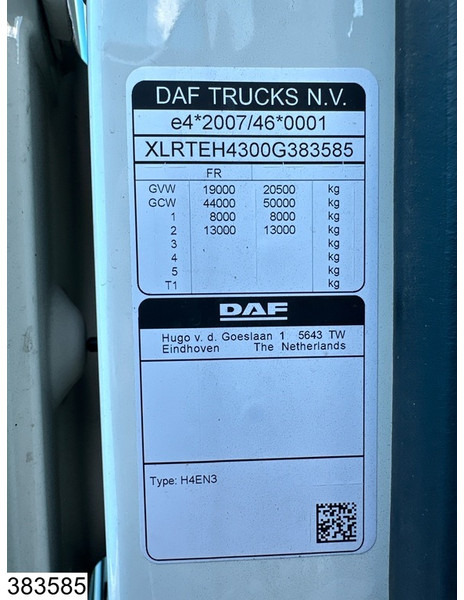 DAF TRUCKS N.V.
e4*2007/46*0001
XLRTEH4300G383585
FR
GVW 19000 20500 kg
GCW 44000 50000 kg
1 8000 8000 kg
2 13000 13000 kg
3 kg
4 kg
5 kg
T1 kg
DAF
Hugo v. d. Goeslaan 1 5643 TW
Eindhoven The Netherlands
Type: H4EN3
383585